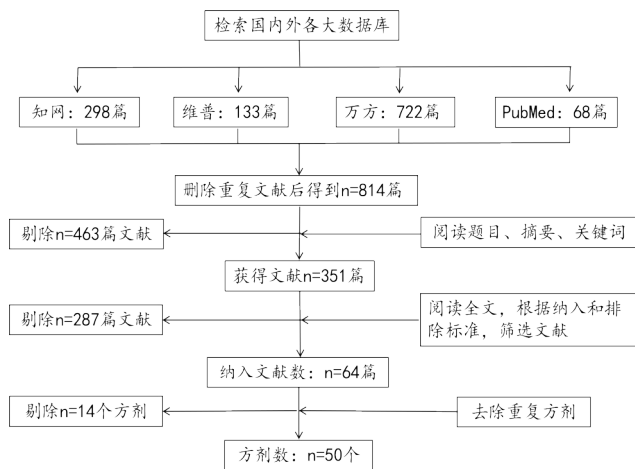 检索国内外各大数据库
知网：298篇
维普：133篇
万方：722篇
PubMed：68篇
删除重复文献后得到n=814篇
剔除n=463篇文献
阅读题目、摘要、关键词
获得文献n=351篇
剔除n=287篇文献
阅读全文，根据纳入和排
除标准，筛选文献
纳入文献数：n=64篇
剔除n=14个方剂
去除重复方剂
方剂数：n=50个